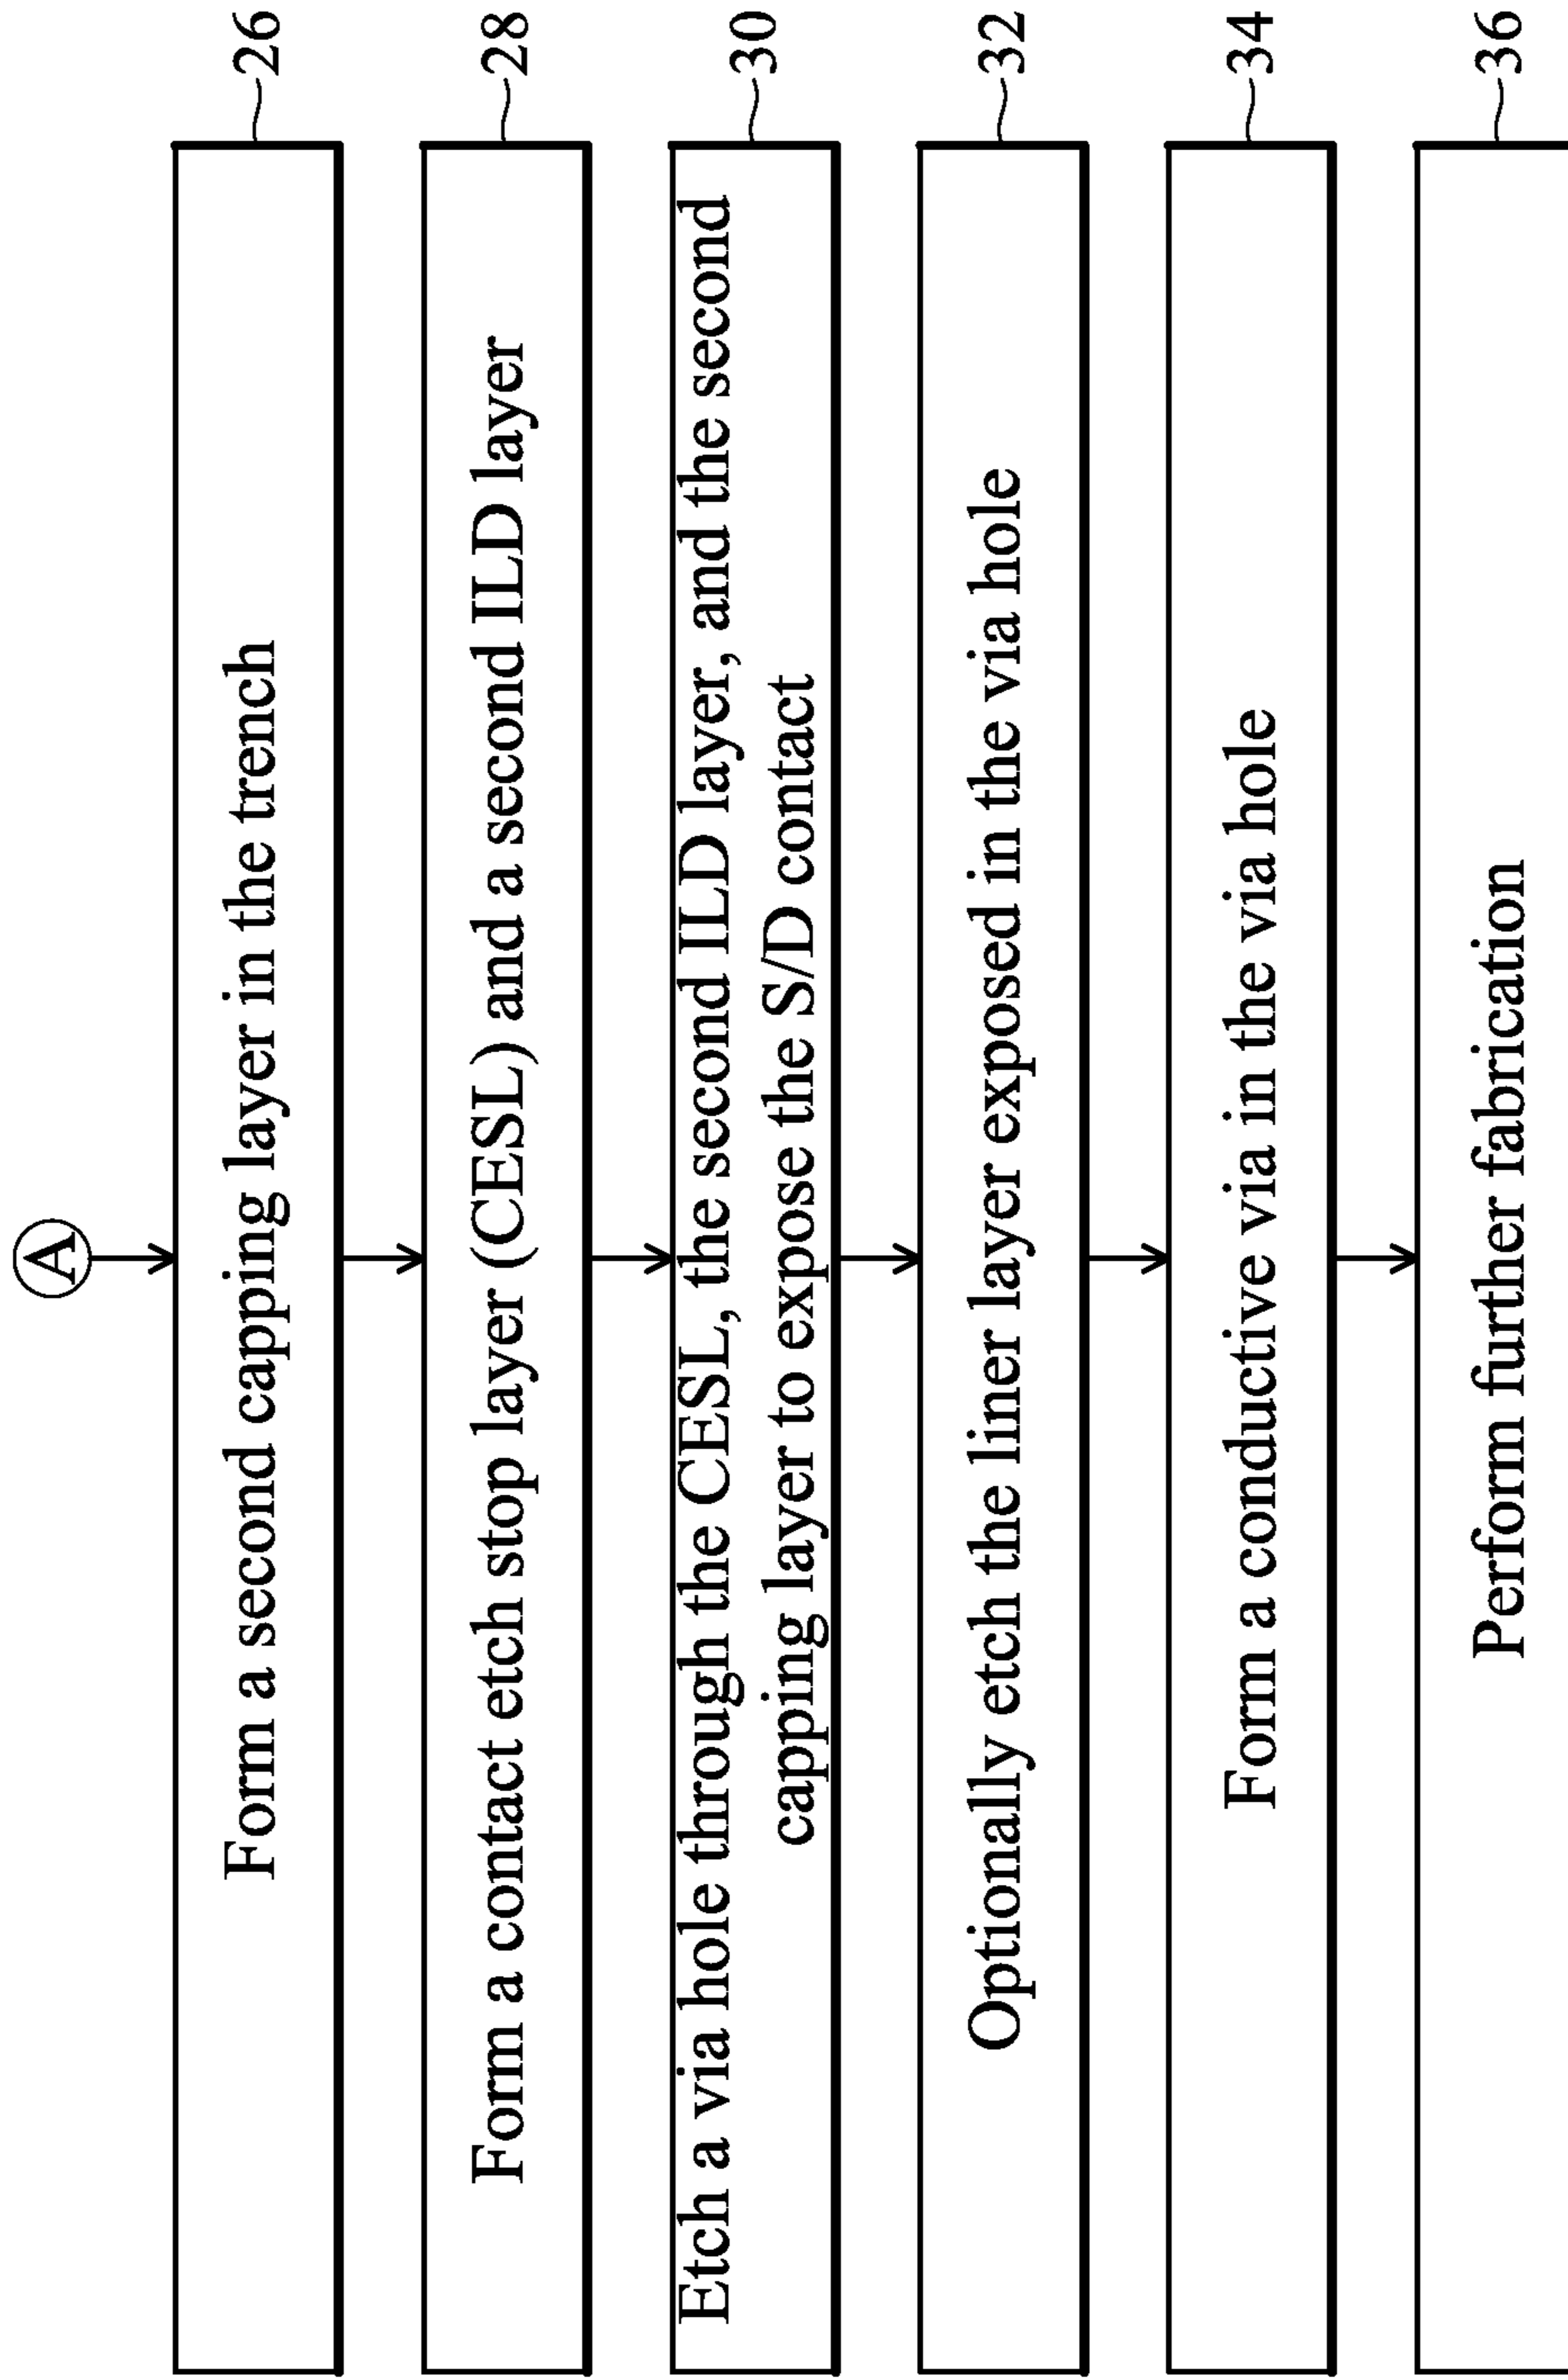 A
Form a second capping layer in the trench
26
Form a contact etch stop layer (CESL) and a second ILD layer
28
Etch a via hole through the CESL, the second ILD layer, and the second
capping layer to expose the S/D contact
30
Optionally etch the liner layer exposed in the via hole
32
Form a conductive via in the via hole
34
Perform further fabrication
36